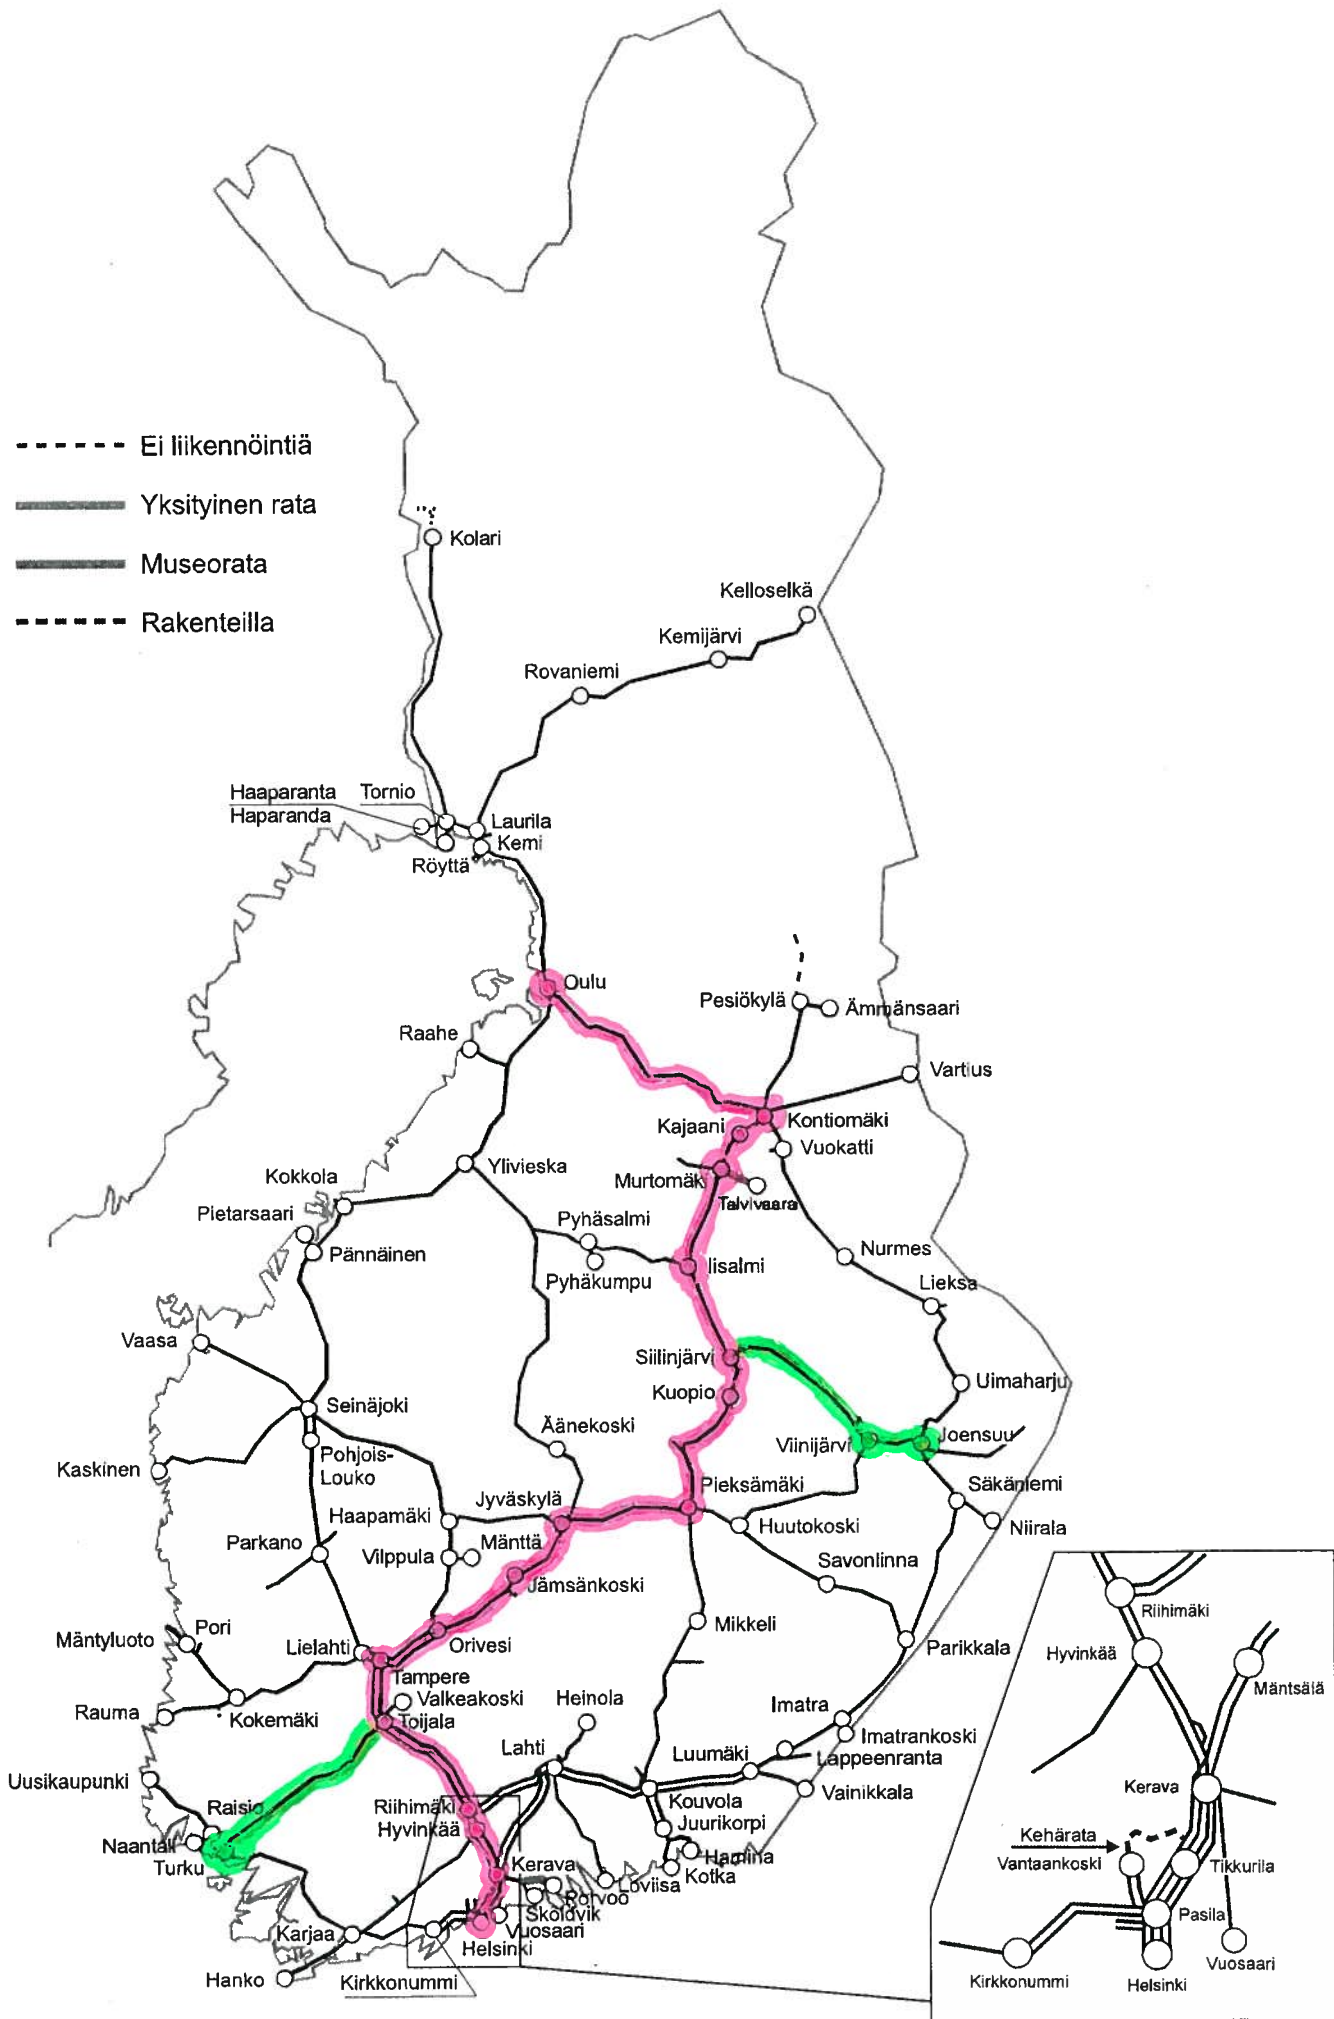 Ei liikennöintiä
Yksityinen rata
Museorata
Rakenteilla
Kolari
Kelloselkä
Kemijärvi
Rovaniemi
Haaparanta
Haparanda
Tornio
Laurila
Kemi
Röyttä
Oulu
Pesiökylä
Ämmänsaari
Raahe
Vartius
Kajaani
Kontiomäki
Vuokatti
Ylivieska
Murtomäk
Talvivaara
Kokkola
Pietarsaari
Pännäinen
Pyhäsalmi
Pyhäkumpu
Iisalmi
Nurmes
Lieksa
Vaasa
Siilinjärvi
Kuopio
Uimaharju
Seinäjoki
Pohjois-
Louko
Äänekoski
Viinijärvi
Joensuu
Kaskinen
Pieksämäki
Säkäniemi
Jyväskylä
Haapamäki
Mänttä
Huutokoski
Niirala
Parkano
Vilppula
Savonlinna
Jämsänkoski
Mikkeli
Mäntyluoto
Pori
Lielahti
Orivesi
Parikkala
Tampere
Valkeakoski
Heinola
Rauma
Kokemäki
Toijala
Imatra
Imatrankoski
Lahti
Luumäki
Lappeenranta
Uusikaupunki
Vainikkala
Raisio
Riihimäki
Hyvinkää
Kouvola
Juurikorpi
Naantali
Turku
Kerava
Hamina
Kotka
Loviisa
Porvoo
Sköldvik
Vuosaari
Karjaa
Helsinki
Hanko
Kirkkonummi
Riihimäki
Hyvinkää
Mäntsälä
Kerava
Kehärata
Vantaankoski
Tikkurila
Pasila
Vuosaari
Kirkkonummi
Helsinki